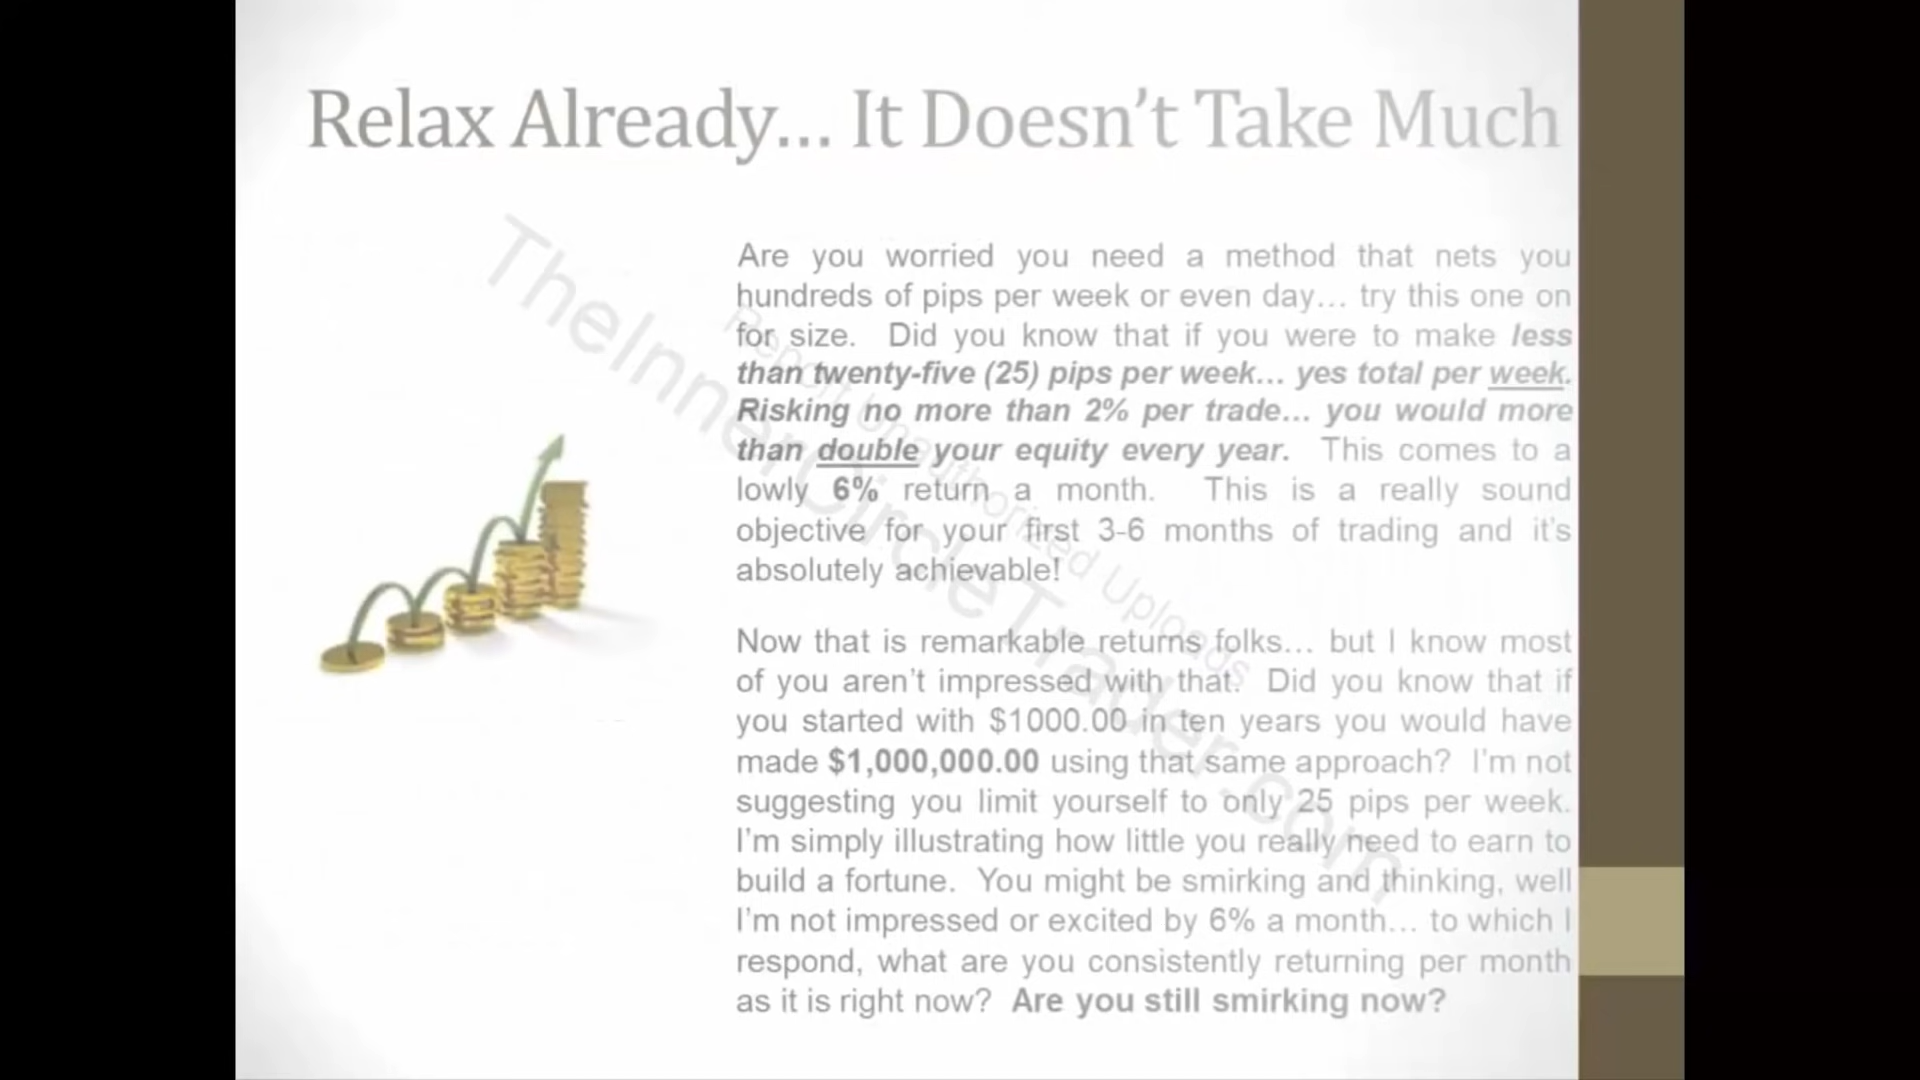 Relax Already... It Doesn't Take Much
Are you worried you need a method that nets you
hundreds of pips per week or even day... try this one on
for size. Did you know that if you were to make less
than twenty-five (25) pips per week... yes total per week.
Risking no more than 2% per trade... you would more
than double your equity every year. This comes to a
lowly 6% return a month. This is a really sound
objective for your first 3-6 months of trading and it's
absolutely achievable!
Now that is remarkable returns folks... but I know most
of you aren't impressed with that. Did you know that if
you started with $1000.00 in ten years you would have
made $1,000,000.00 using that same approach? I'm not
suggesting you limit yourself to only 25 pips per week.
I'm simply illustrating how little you really need to earn to
build a fortune. You might be smirking and thinking, well
I'm not impressed or excited by 6% a month... to which I
respond, what are you consistently returning per month
as it is right now? Are you still smirking now?
TheInnerCircleTrader.com
Report Unauthorized Uploads